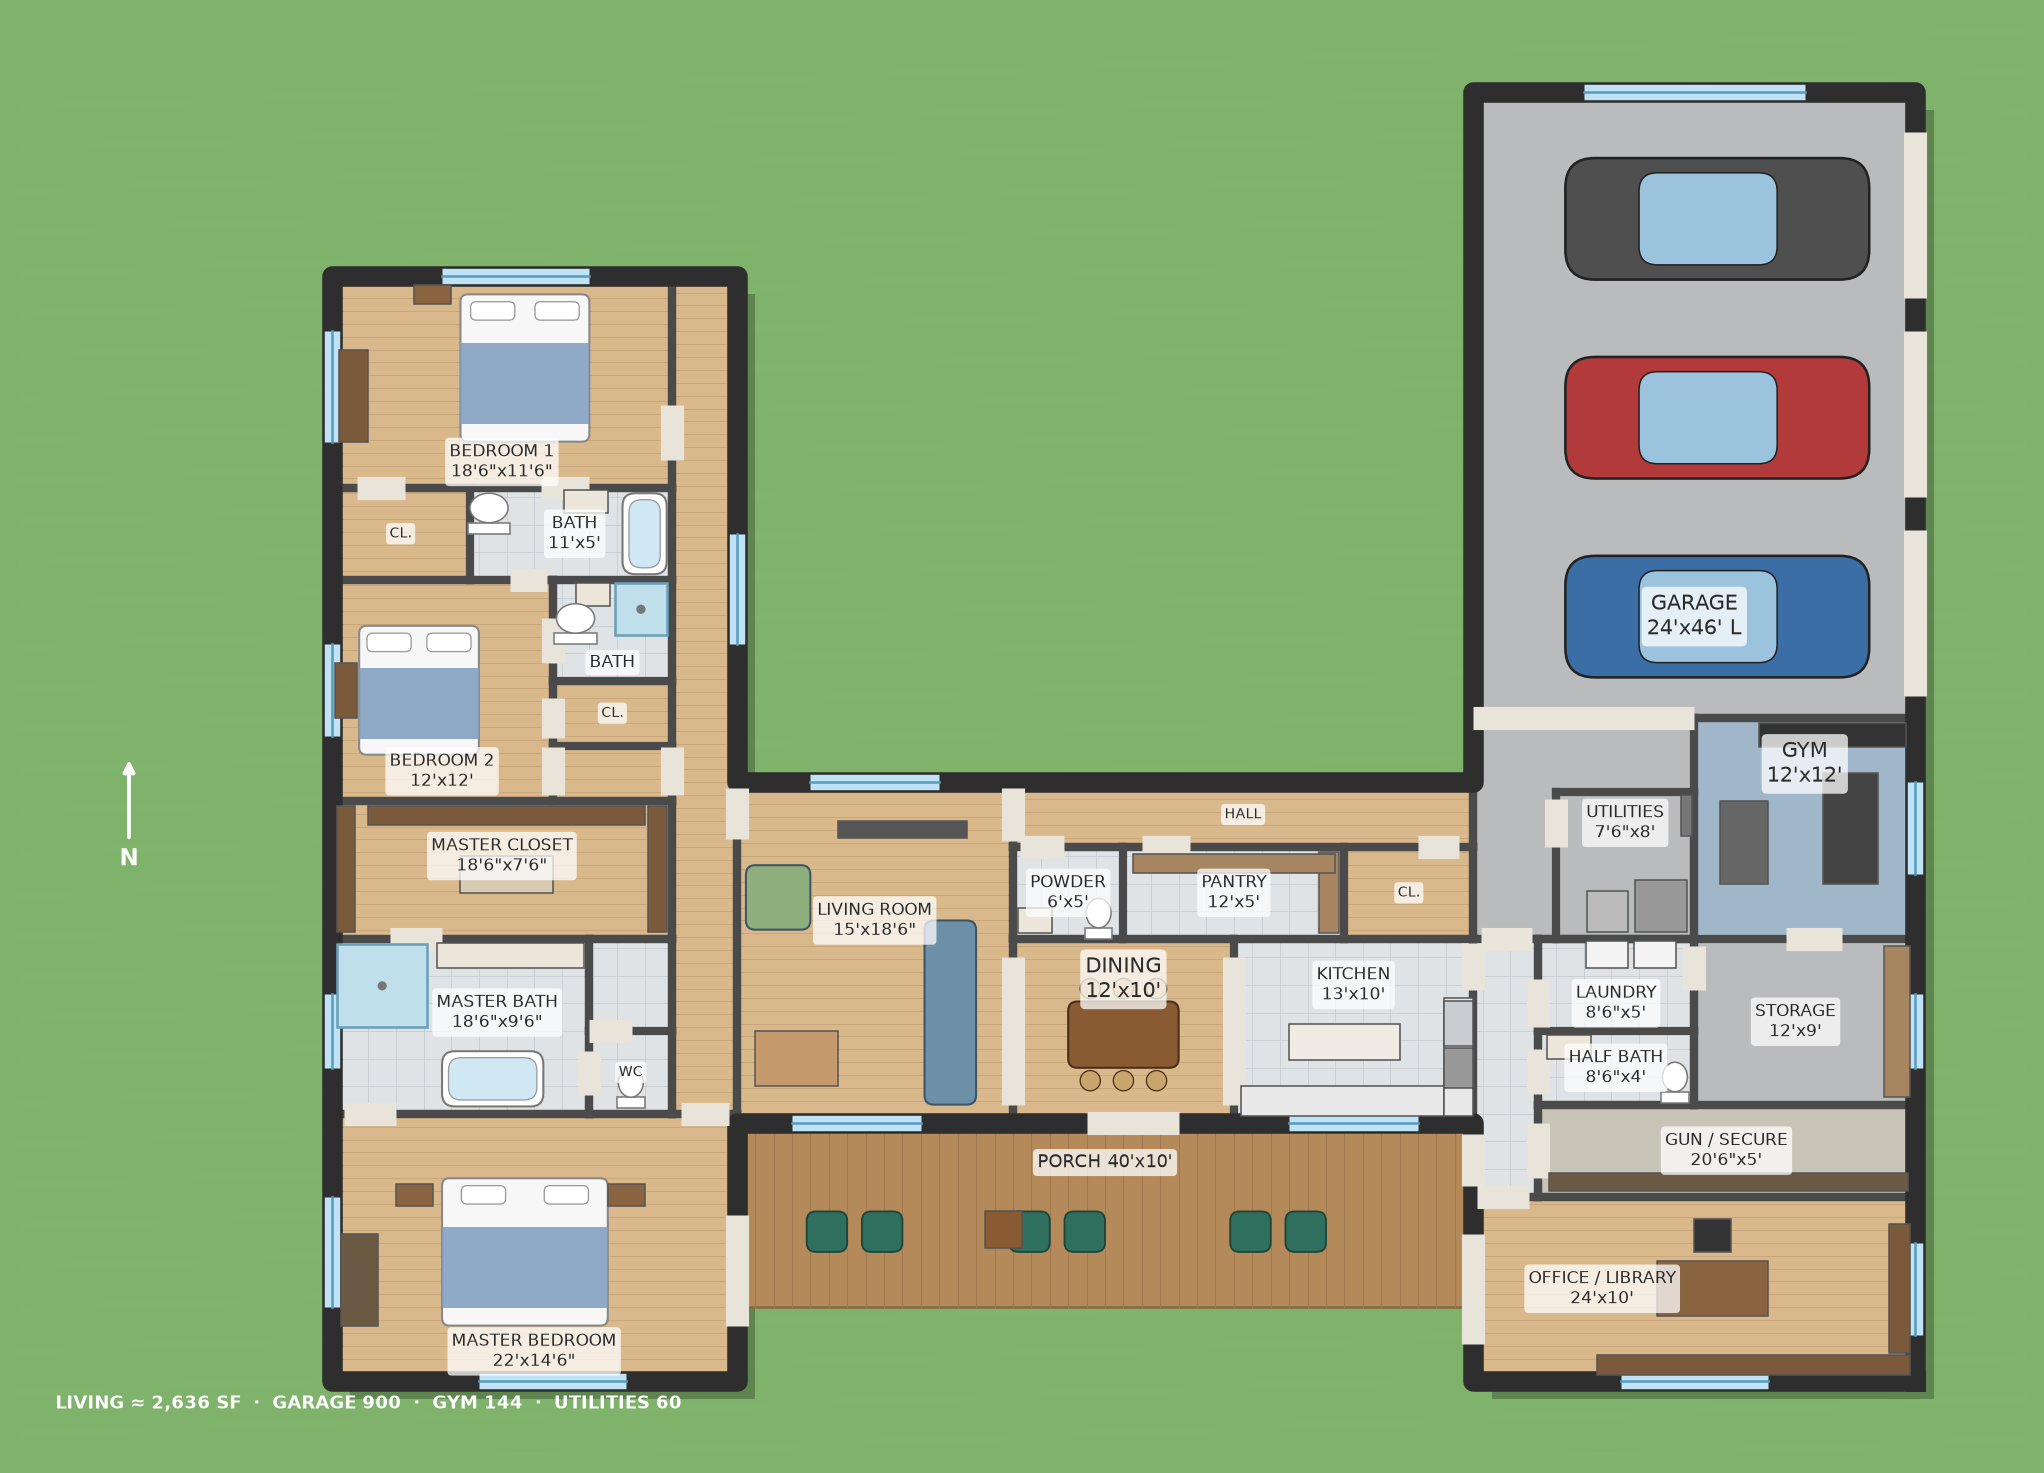 BEDROOM 1
18'6"x11'6"
CL.
BATH
11'x5'
BATH
CL.
BEDROOM 2
12'x12'
MASTER CLOSET
18'6"x7'6"
MASTER BATH
18'6"x9'6"
WC
MASTER BEDROOM
22'x14'6"
LIVING ROOM
15'x18'6"
HALL
POWDER
6'x5'
PANTRY
12'x5'
CL.
DINING
12'x10'
KITCHEN
13'x10'
PORCH 40'x10'
GARAGE
24'x46' L
GYM
12'x12'
UTILITIES
7'6"x8'
LAUNDRY
8'6"x5'
STORAGE
12'x9'
HALF BATH
8'6"x4'
GUN / SECURE
20'6"x5'
OFFICE / LIBRARY
24'x10'
N
LIVING ≈ 2,636 SF · GARAGE 900 · GYM 144 · UTILITIES 60